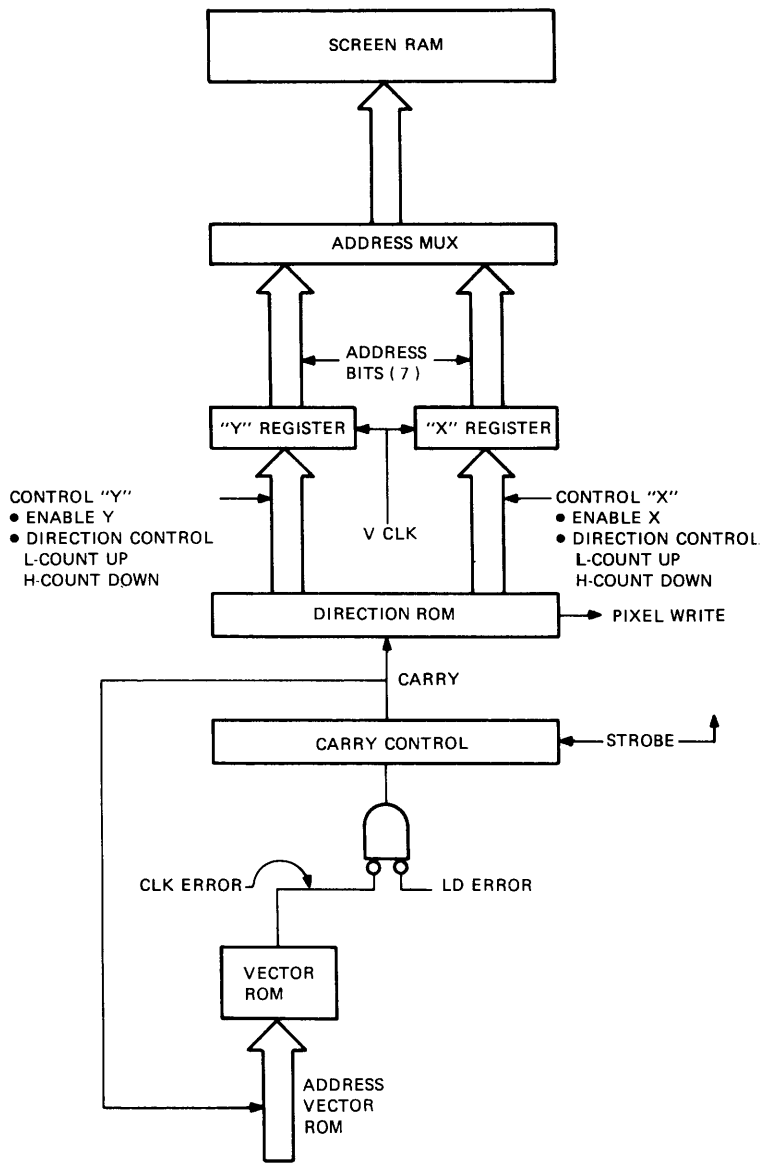 SCREEN RAM
ADDRESS MUX
ADDRESS
BITS (7)
"Y" REGISTER
"X" REGISTER
CONTROL "Y"
● ENABLE Y
● DIRECTION CONTROL
L-COUNT UP
H-COUNT DOWN
V CLK
CONTROL "X"
● ENABLE X
● DIRECTION CONTROL
L-COUNT UP
H-COUNT DOWN
DIRECTION ROM
PIXEL WRITE
CARRY
CARRY CONTROL
STROBE
CLK ERROR
LD ERROR
VECTOR
ROM
ADDRESS
VECTOR
ROM